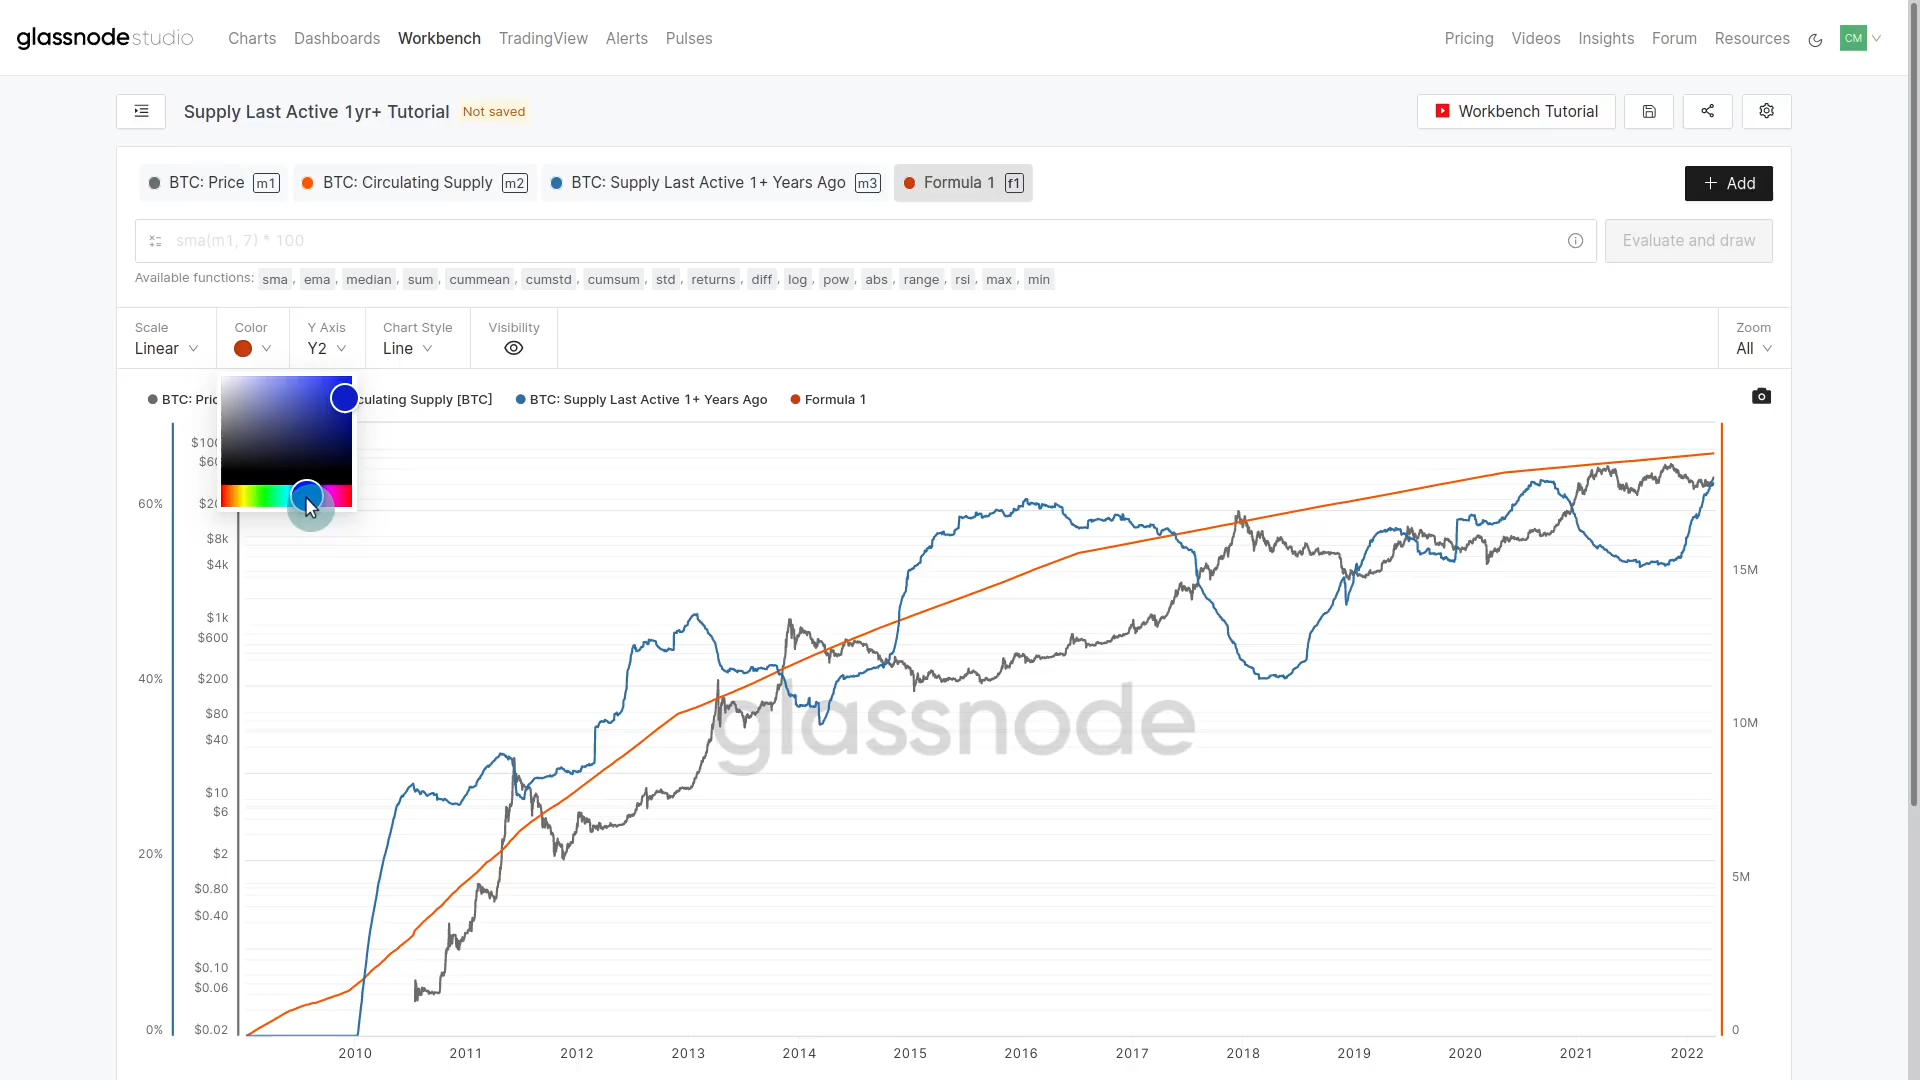 glassnodestudio Charts Dashboards Workbench TradingView Alerts Pulses Pricing Videos Insights Forum Resources CM
Supply Last Active 1yr+ Tutorial Not saved Workbench Tutorial
BTC: Price m1 BTC: Circulating Supply m2 BTC: Supply Last Active 1+ Years Ago m3 Formula 1 f1 + Add
sma(m1, 7) * 100 Evaluate and draw
Available functions: sma, ema, median, sum, cummean, cumstd, cumsum, std, returns, diff, log, pow, abs, range, rsi, max, min
Scale Color Y Axis Chart Style Visibility Zoom
Linear Y2 Line All
BTC: culating Supply [BTC] BTC: Supply Last Active 1+ Years Ago Formula 1
60%
$8k
$4k
15M
$1k
$600
40% $200
$80 10M
$40
$10
$6
20% $2
5M
$0.80
$0.40
$0.10
$0.06
0% $0.02 0
glassnode
2010 2011 2012 2013 2014 2015 2016 2017 2018 2019 2020 2021 2022